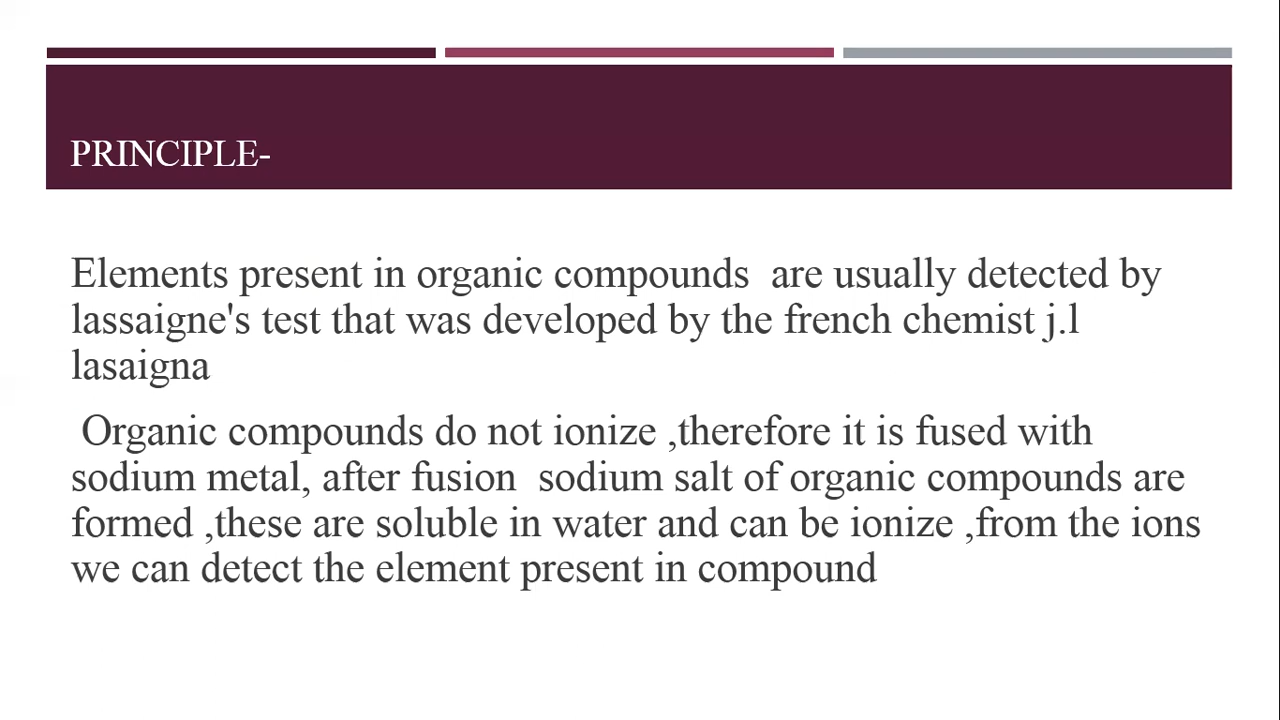 PRINCIPLE-
Elements present in organic compounds  are usually detected by
lassaigne's test that was developed by the french chemist j.l
lasaigna
Organic compounds do not ionize ,therefore it is fused with
sodium metal, after fusion  sodium salt of organic compounds are
formed ,these are soluble in water and can be ionize ,from the ions
we can detect the element present in compound